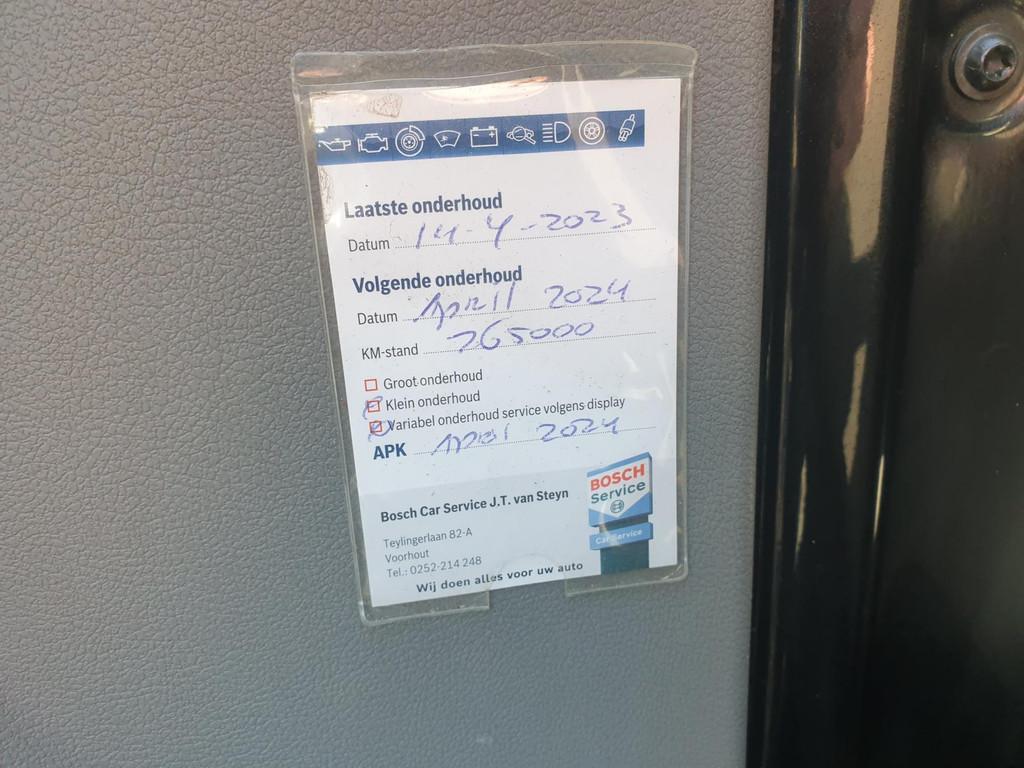 Laatste onderhoud
Datum 14-4-2023
Volgende onderhoud
Datum April 2024
KM-stand 265000
Groot onderhoud
Klein onderhoud
Variabel onderhoud service volgens display
APK April 2024
BOSCH
Service
Car Service
Bosch Car Service J.T. van Steyn
Teylingerlaan 82-A
Voorhout
Tel.: 0252-214 248
Wij doen alles voor uw auto